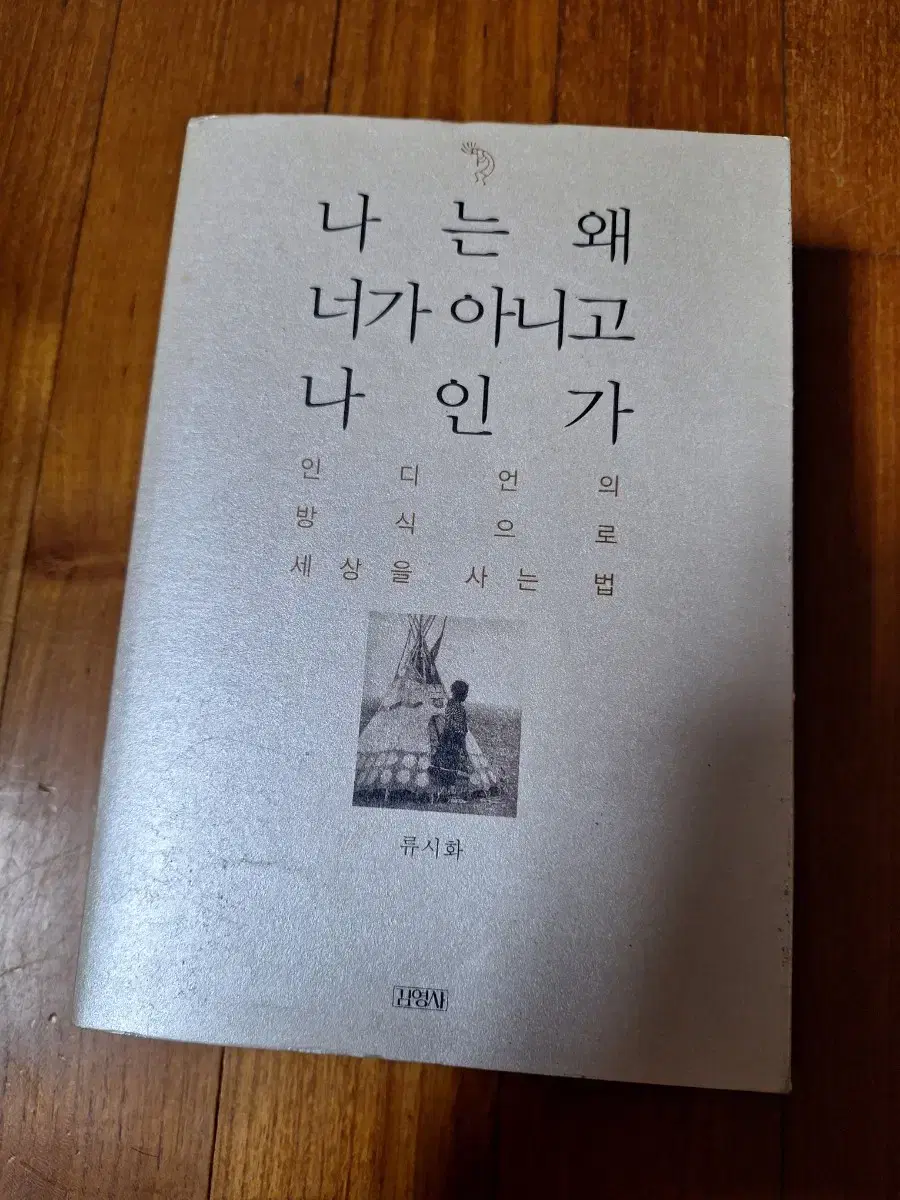 나는 왜
너가 아니고
나인가
인디언의
방식으로
세상을 사는 법
류시화
김영사